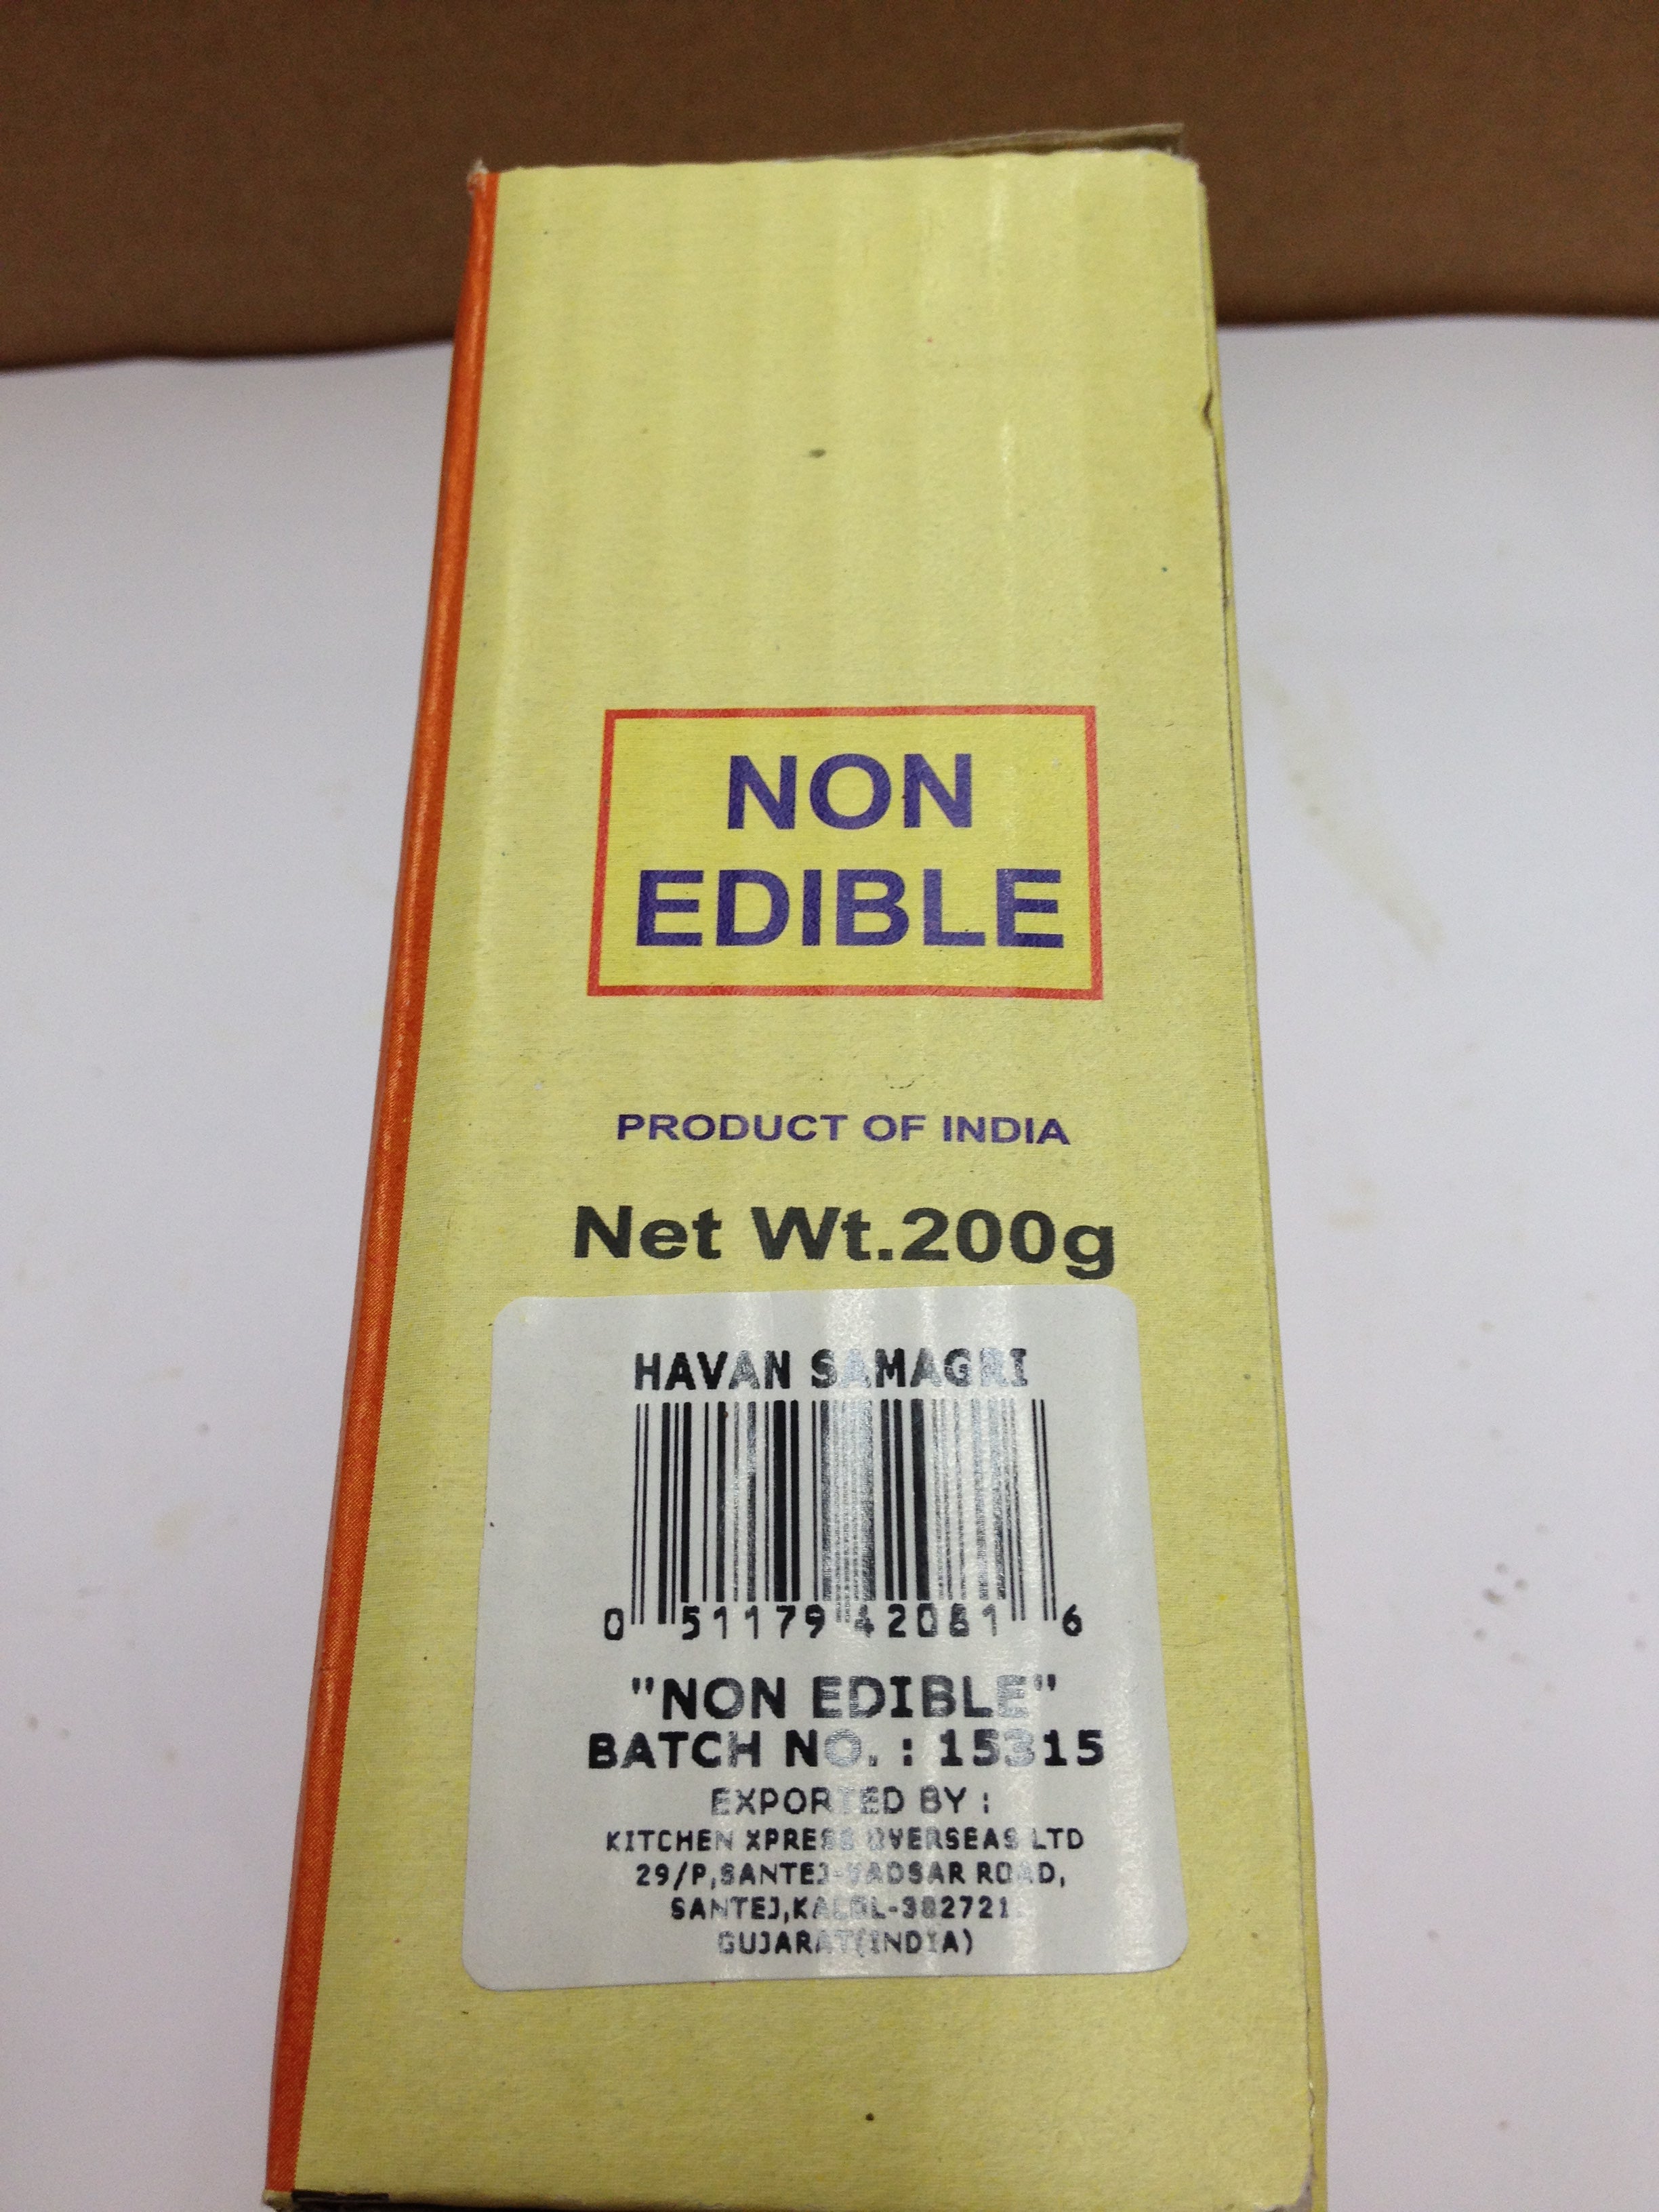 NON
EDIBLE
PRODUCT OF INDIA
Net Wt.200g
HAVAN SAMAGRI
0 51179 42081 6
"NON EDIBLE"
BATCH NO. : 15315
EXPORTED BY :
KITCHEN XPRESS OVERSEAS LTD
29/P,SANTEJ-VADSAR ROAD,
SANTEJ,KALOL-382721
GUJARAT(INDIA)